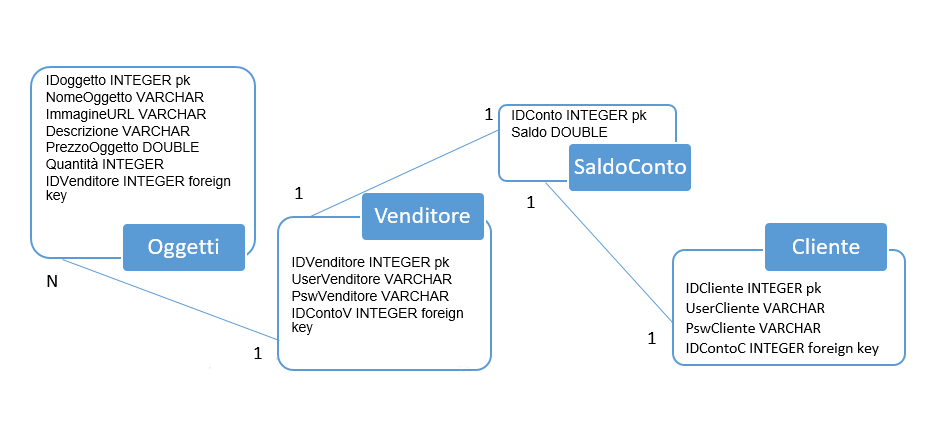 IDoggetto INTEGER pk
NomeOggetto VARCHAR
ImmagineURL VARCHAR
Descrizione VARCHAR
PrezzoOggetto DOUBLE
Quantità INTEGER
IDVenditore INTEGER foreign
key
Oggetti
N
1
1
Venditore
IDVenditore INTEGER pk
UserVenditore VARCHAR
PswVenditore VARCHAR
IDContoV INTEGER foreign
key
1
IDConto INTEGER pk
Saldo DOUBLE
SaldoConto
1
1
Cliente
IDCliente INTEGER pk
UserCliente VARCHAR
PswCliente VARCHAR
IDContoC INTEGER foreign key